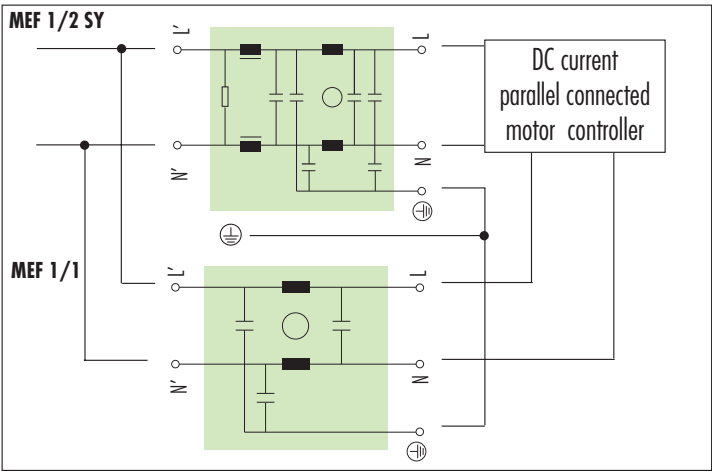 MEF 1/2 SY
L'
L
DC current
parallel connected
motor controller
N'
N
MEF 1/1
L'
L
N'
N